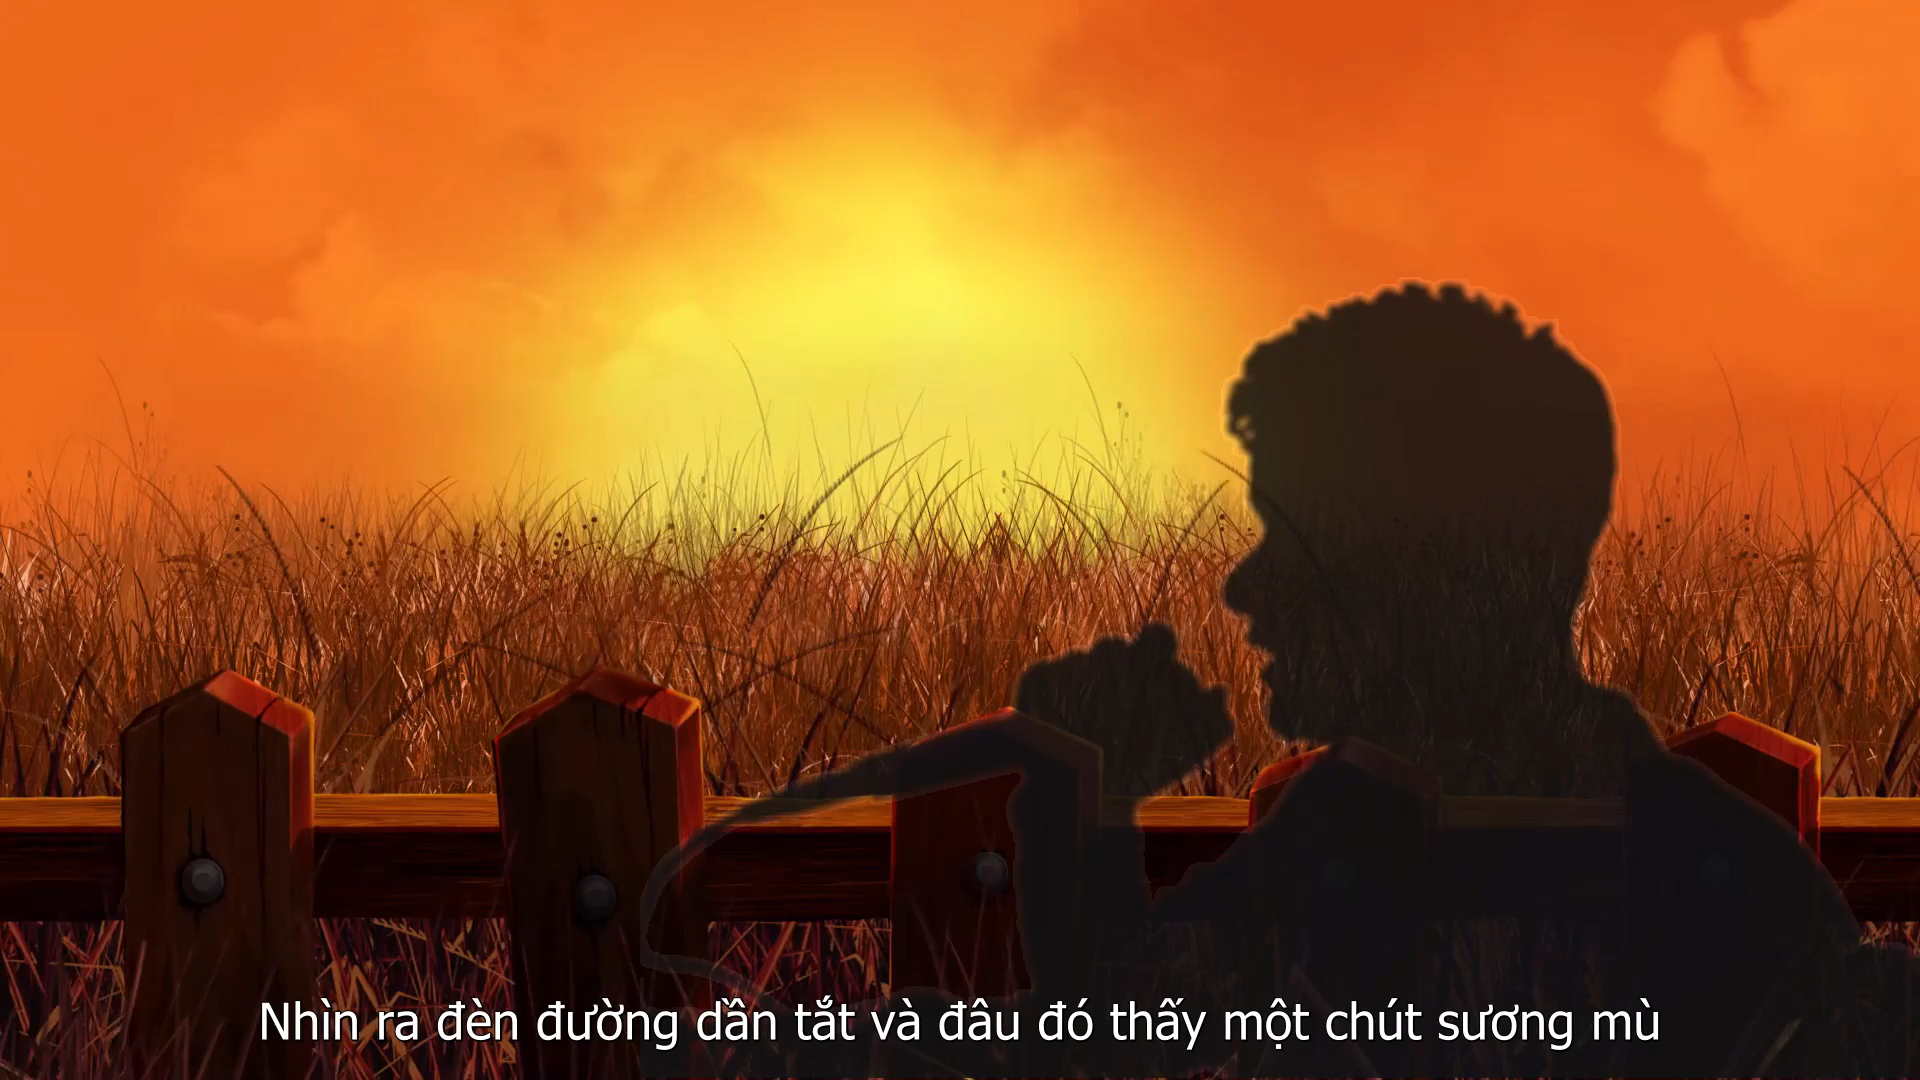 Nhìn ra đèn đường dần tắt và đâu đó thấy một chút sương mù